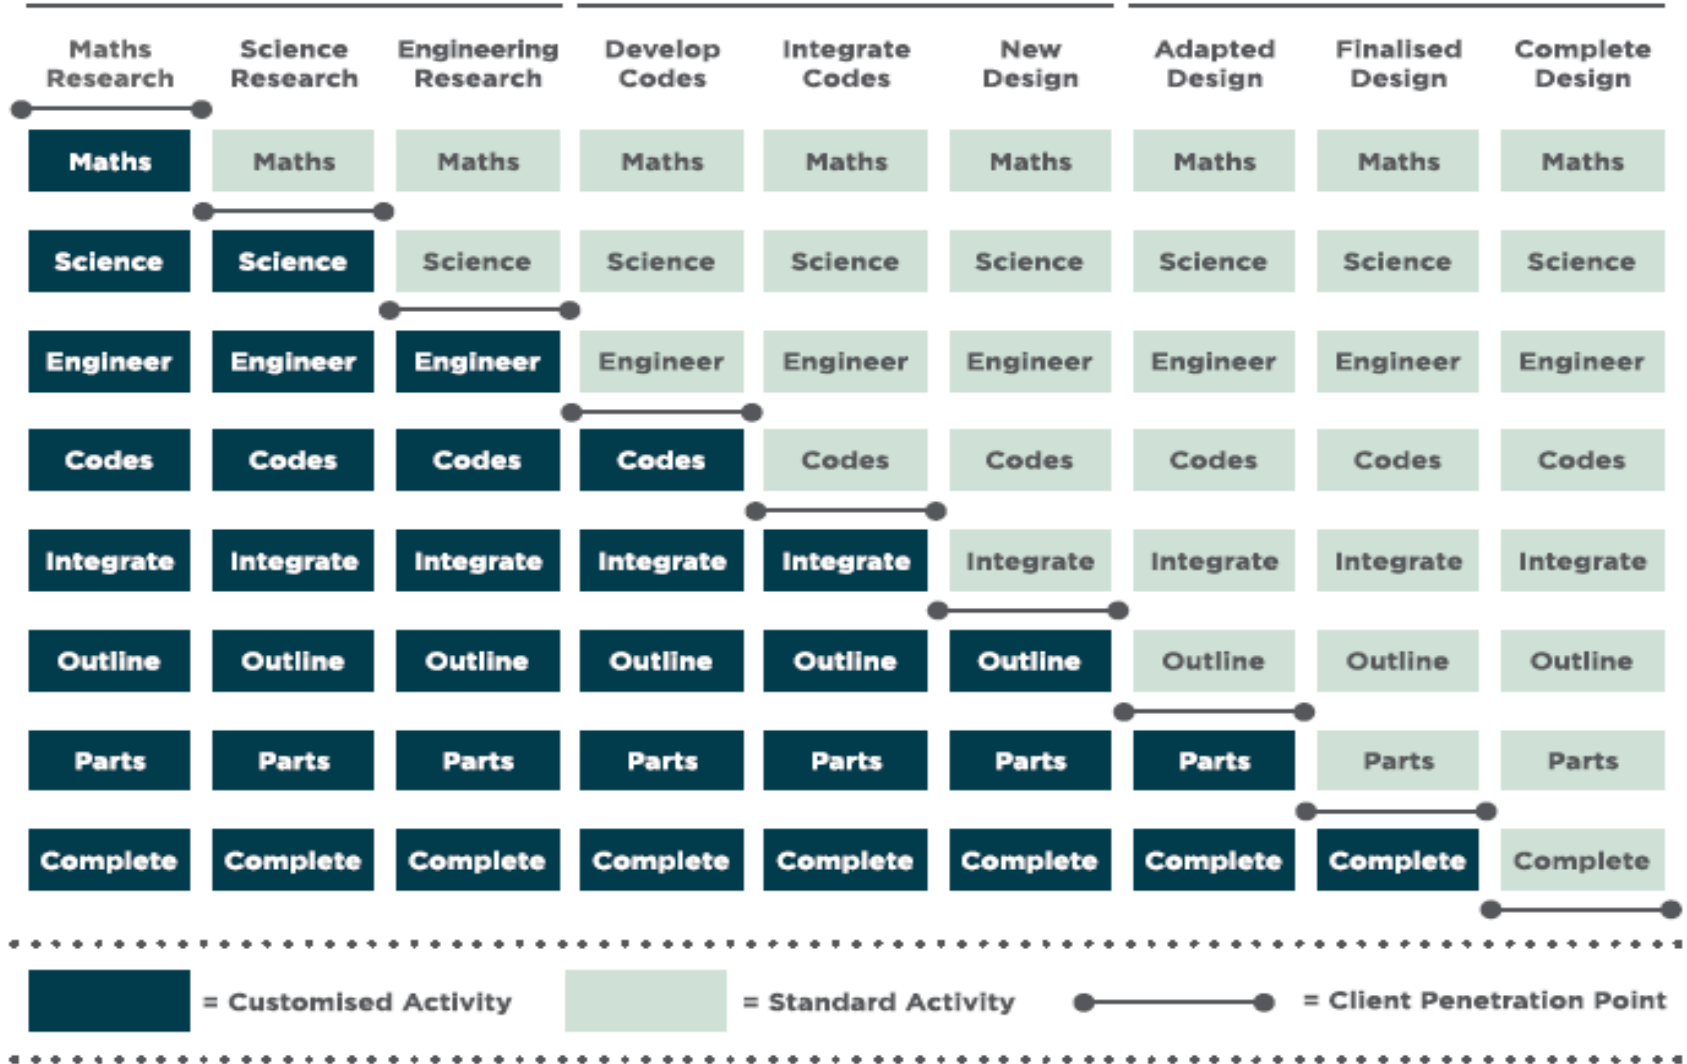 Maths Research
Science Research
Engineering Research
Develop Codes
Integrate Codes
New Design
Adapted Design
Finalised Design
Complete Design
Maths Maths Maths Maths Maths Maths Maths Maths Maths
Science Science Science Science Science Science Science Science Science
Engineer Engineer Engineer Engineer Engineer Engineer Engineer Engineer Engineer
Codes Codes Codes Codes Codes Codes Codes Codes Codes
Integrate Integrate Integrate Integrate Integrate Integrate Integrate Integrate Integrate
Outline Outline Outline Outline Outline Outline Outline Outline Outline
Parts Parts Parts Parts Parts Parts Parts Parts Parts
Complete Complete Complete Complete Complete Complete Complete Complete Complete
= Customised Activity = Standard Activity = Client Penetration Point